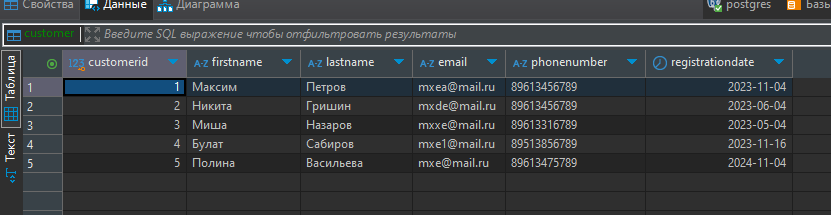 Свойства Данные Диаграмма postgres Базы
customer Введите SQL выражение чтобы отфильтровать результаты
Таблица
Текст
123 customerid A-Z firstname A-Z lastname A-Z email A-Z phonenumber registrationdate
1 1 Максим Петров mxea@mail.ru 89613456789 2023-11-04
2 2 Никита Гришин mxde@mail.ru 89613456789 2023-06-04
3 3 Миша Назаров mxxe@mail.ru 89613316789 2023-05-04
4 4 Булат Сабиров mxe1@mail.ru 89513856789 2023-11-16
5 5 Полина Васильева mxe@mail.ru 89613475789 2024-11-04